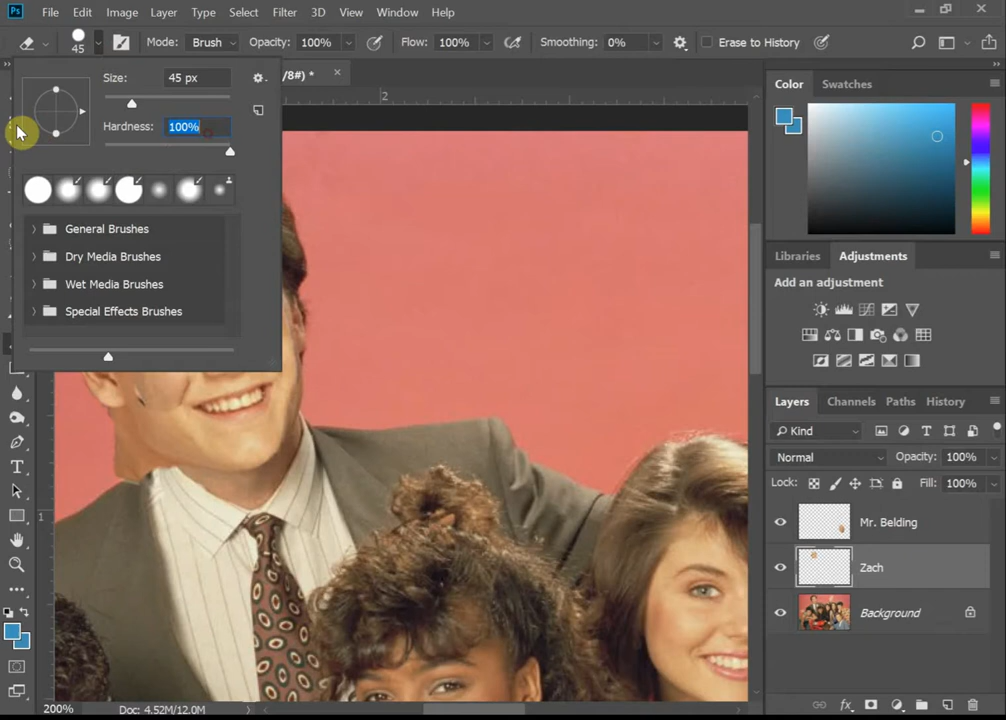 Ps File Edit Image Layer Type Select Filter 3D View Window Help
45 Mode: Brush Opacity: 100% Flow: 100% Smoothing: 0% Erase to History
/8#) * ×
Size: 45 px
Hardness: 100%
General Brushes
Dry Media Brushes
Wet Media Brushes
Special Effects Brushes
2
1
Color Swatches
Libraries Adjustments
Add an adjustment
Layers Channels Paths History
Kind
Normal Opacity: 100%
Lock: Fill: 100%
Mr. Belding
Zach
Background
200% Doc: 4.52M/12.0M